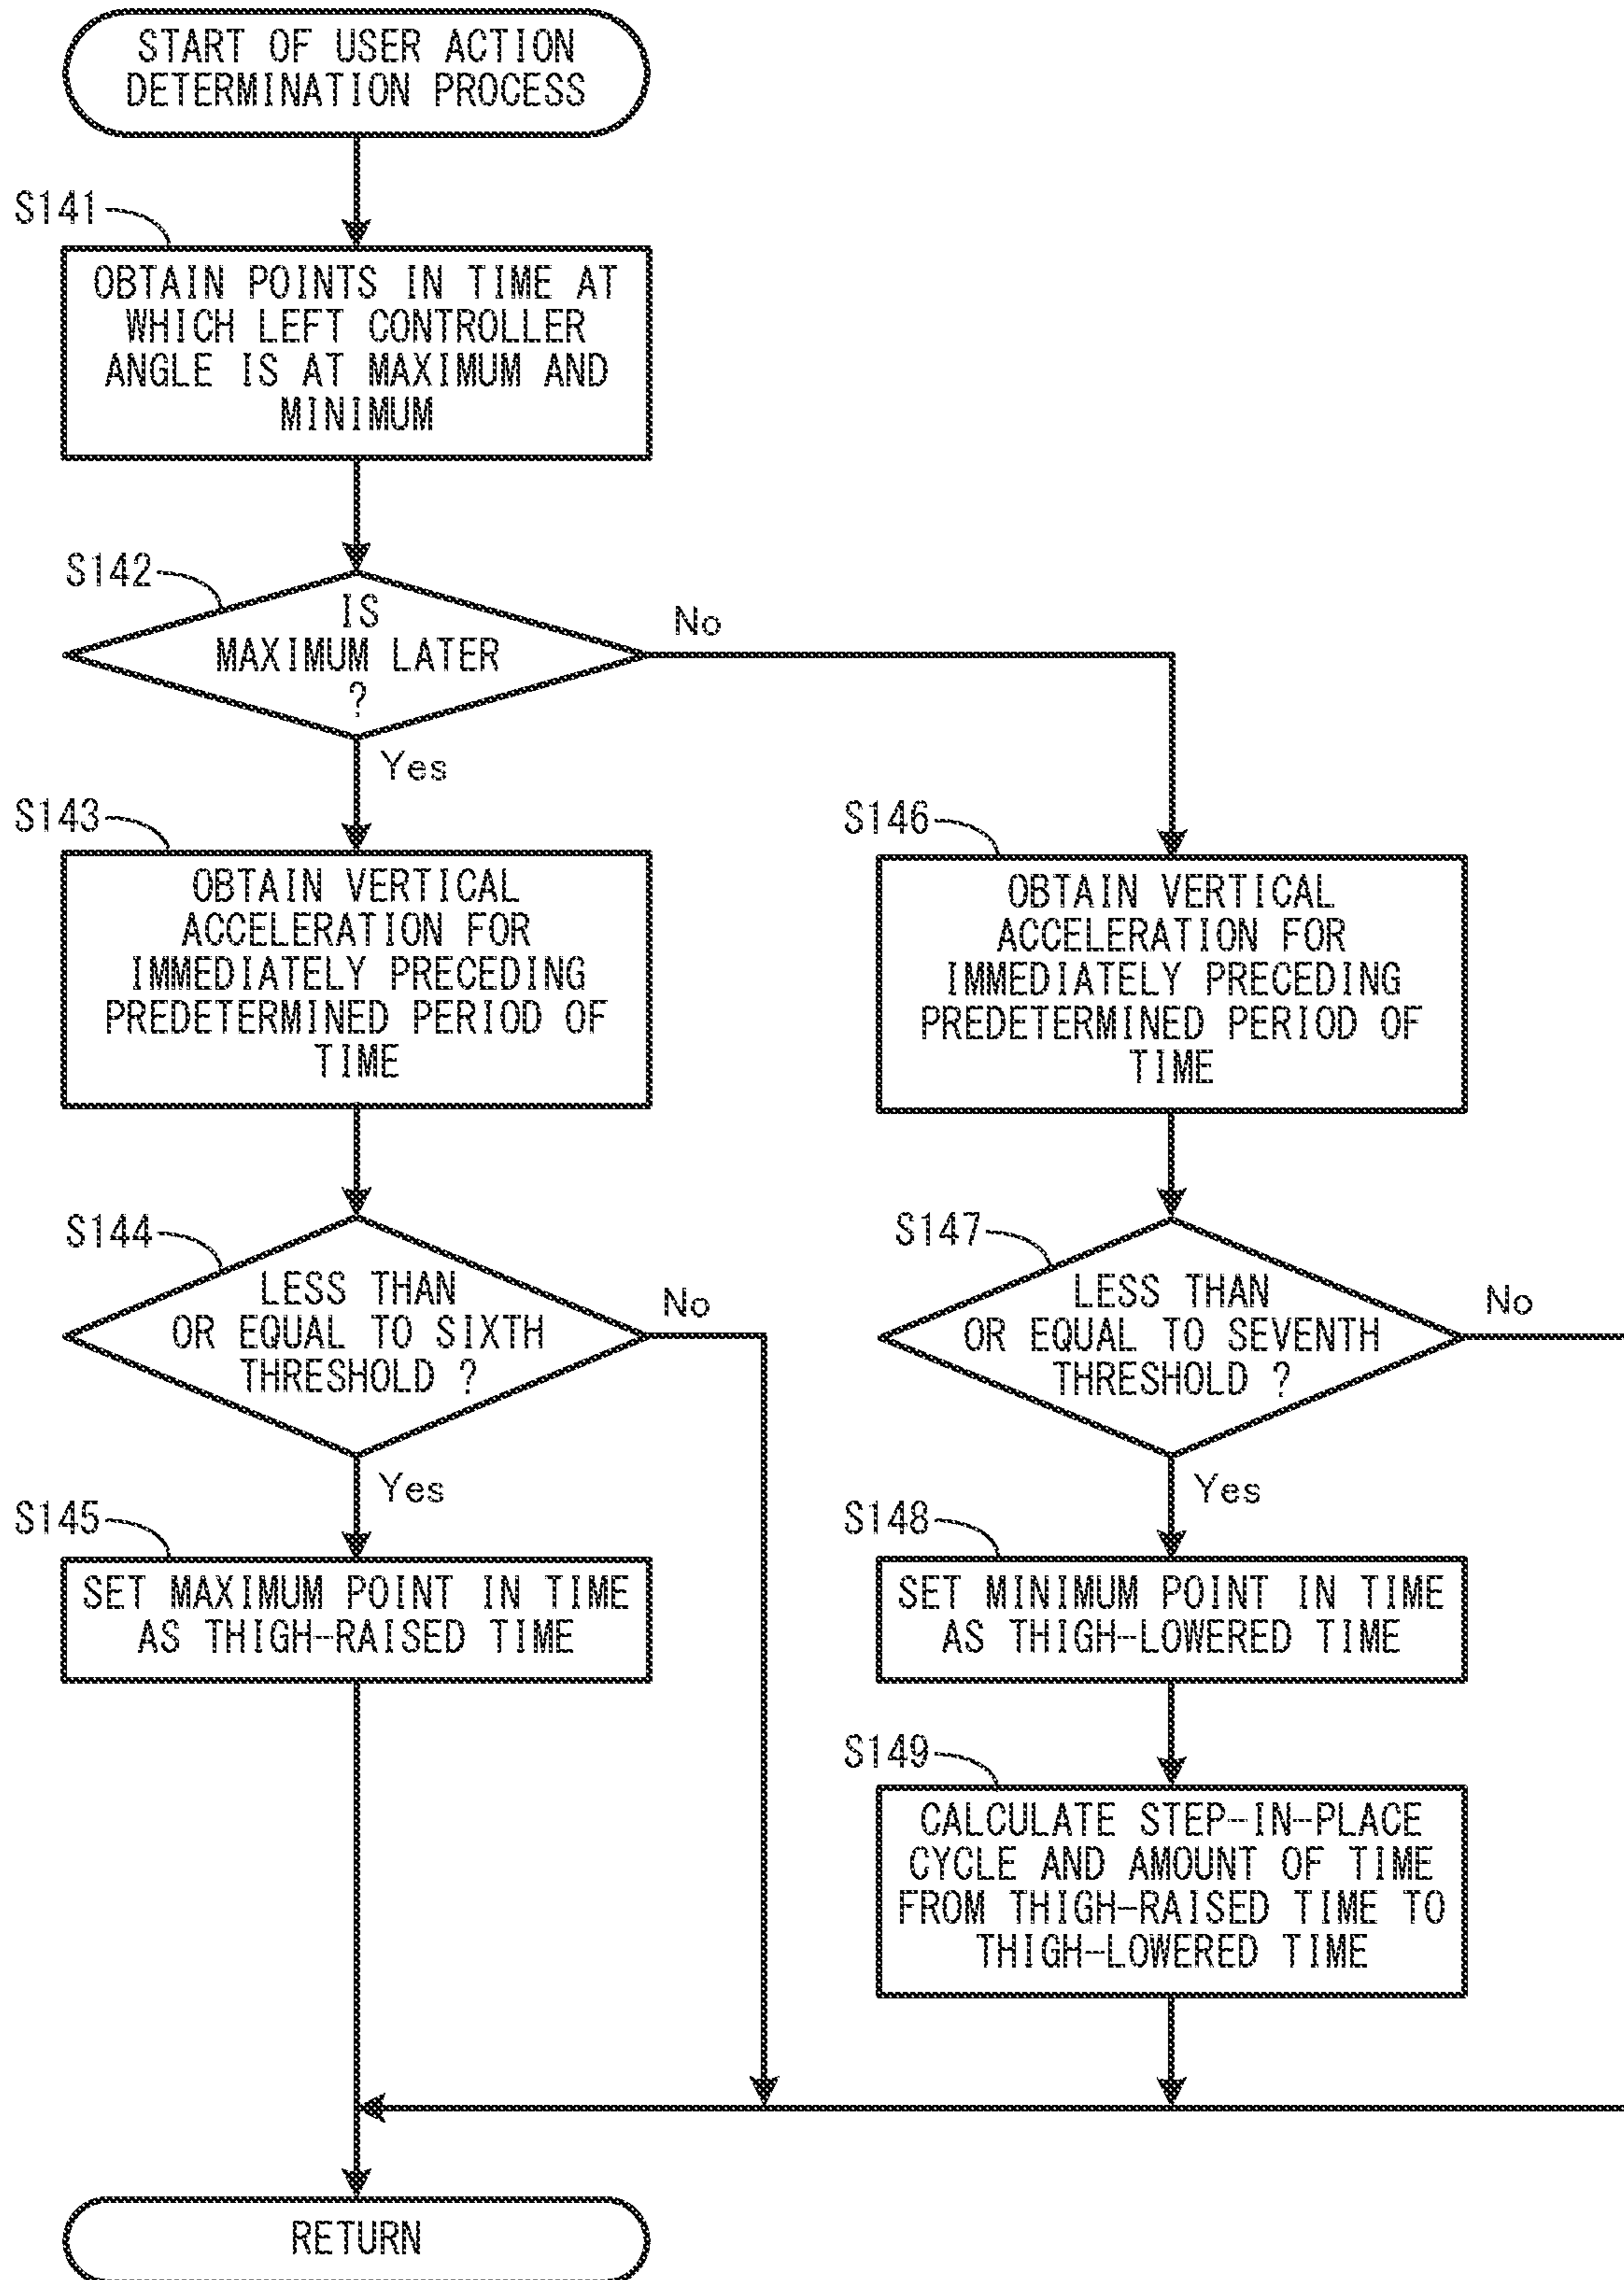 START OF USER ACTION
DETERMINATION PROCESS
S141
OBTAIN POINTS IN TIME AT
WHICH LEFT CONTROLLER
ANGLE IS AT MAXIMUM AND
MINIMUM
S142
IS
MAXIMUM LATER
?
No
Yes
S143
OBTAIN VERTICAL
ACCELERATION FOR
IMMEDIATELY PRECEDING
PREDETERMINED PERIOD OF
TIME
S144
LESS THAN
OR EQUAL TO SIXTH
THRESHOLD ?
No
Yes
S145
SET MAXIMUM POINT IN TIME
AS THIGH-RAISED TIME
S146
OBTAIN VERTICAL
ACCELERATION FOR
IMMEDIATELY PRECEDING
PREDETERMINED PERIOD OF
TIME
S147
LESS THAN
OR EQUAL TO SEVENTH
THRESHOLD ?
No
Yes
S148
SET MINIMUM POINT IN TIME
AS THIGH-LOWERED TIME
S149
CALCULATE STEP-IN-PLACE
CYCLE AND AMOUNT OF TIME
FROM THIGH-RAISED TIME TO
THIGH-LOWERED TIME
RETURN